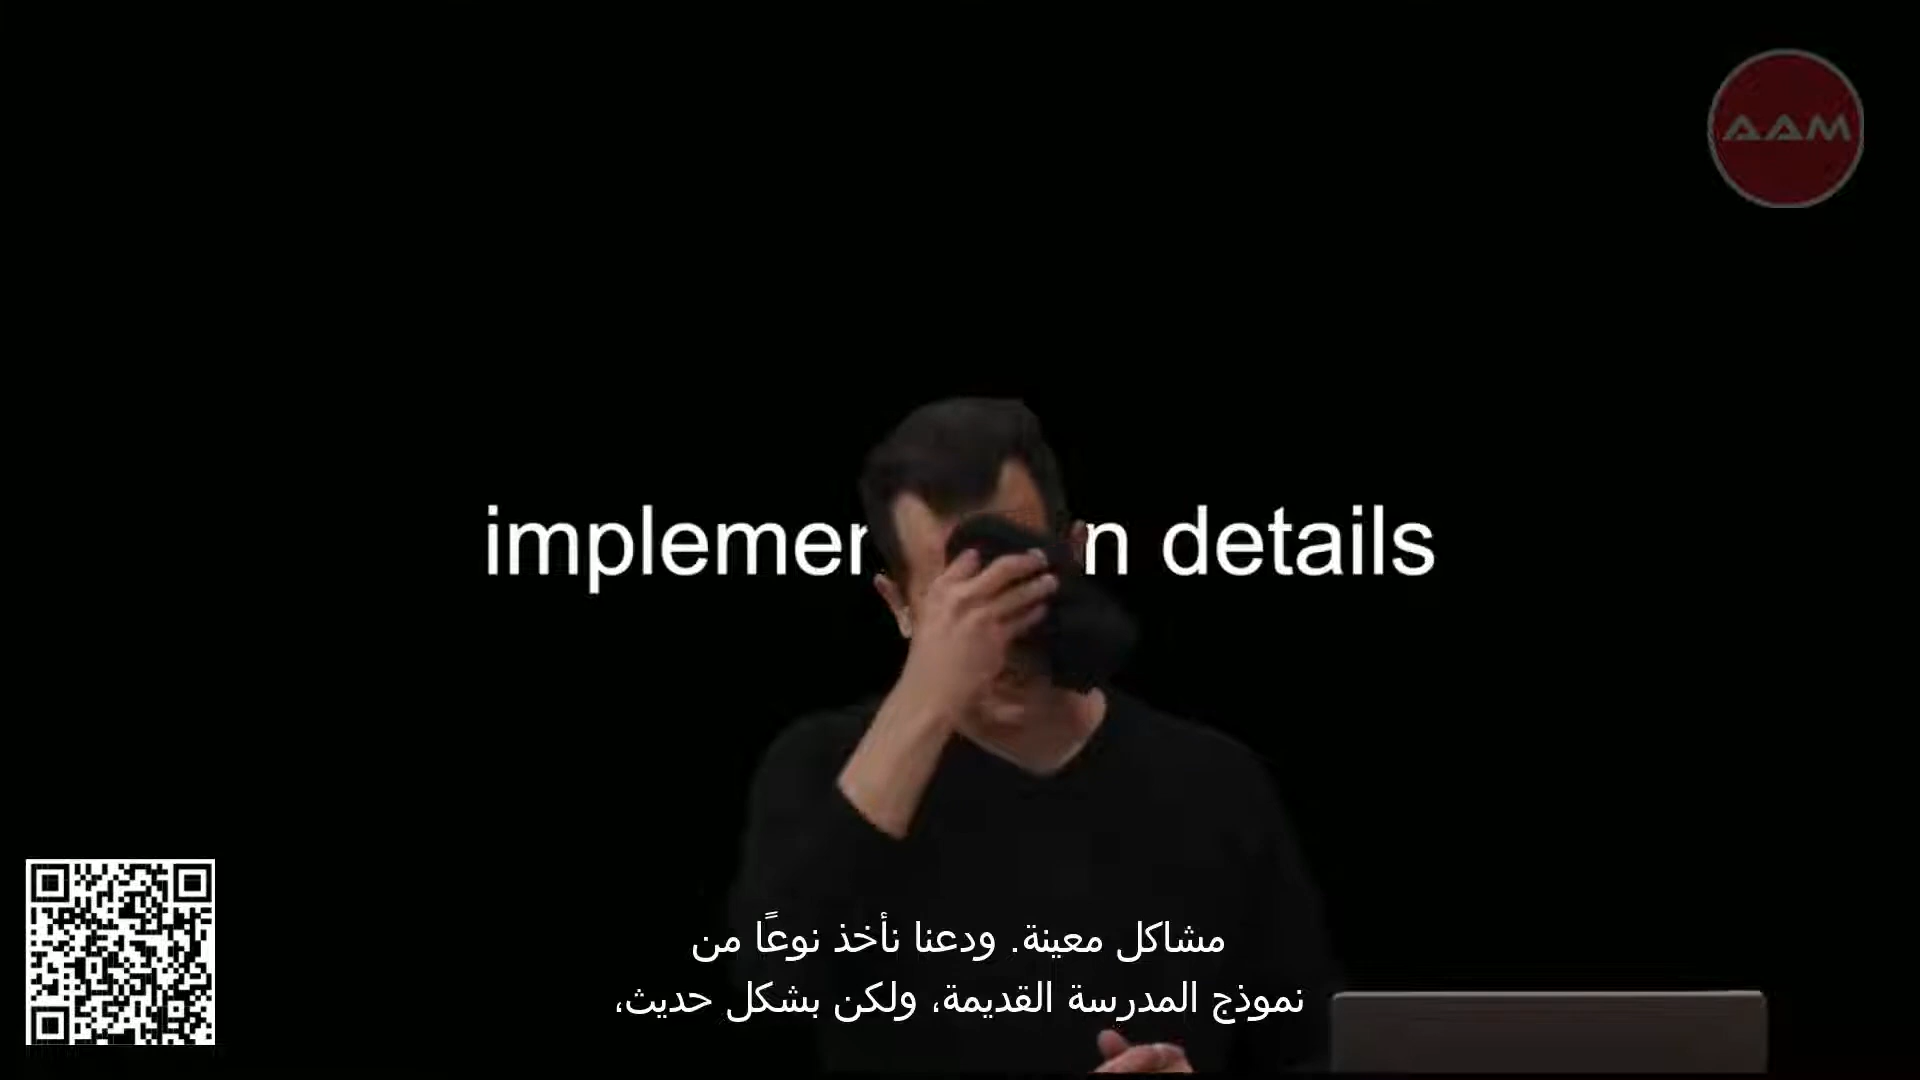 AAM
implemen n details
مشاكل معينة. ودعنا نأخذ نوعًا من
نموذج المدرسة القديمة، ولكن بشكل حديث،